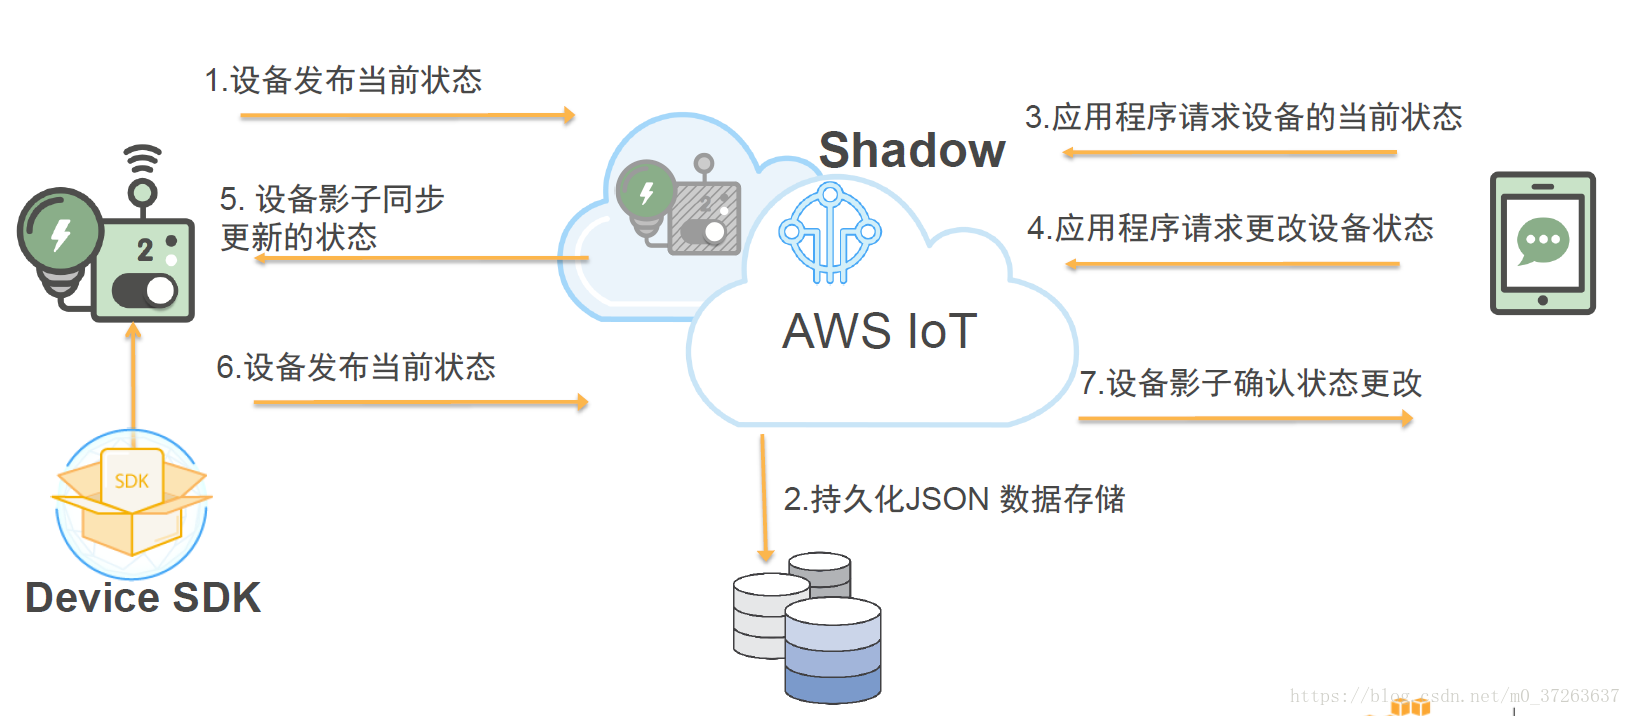 1.设备发布当前状态
Shadow
3.应用程序请求设备的当前状态
5. 设备影子同步
更新的状态
2
2
4.应用程序请求更改设备状态
AWS IoT
6.设备发布当前状态
7.设备影子确认状态更改
SDK
2.持久化JSON 数据存储
Device SDK
https://blog.csdn.net/m0_37263637